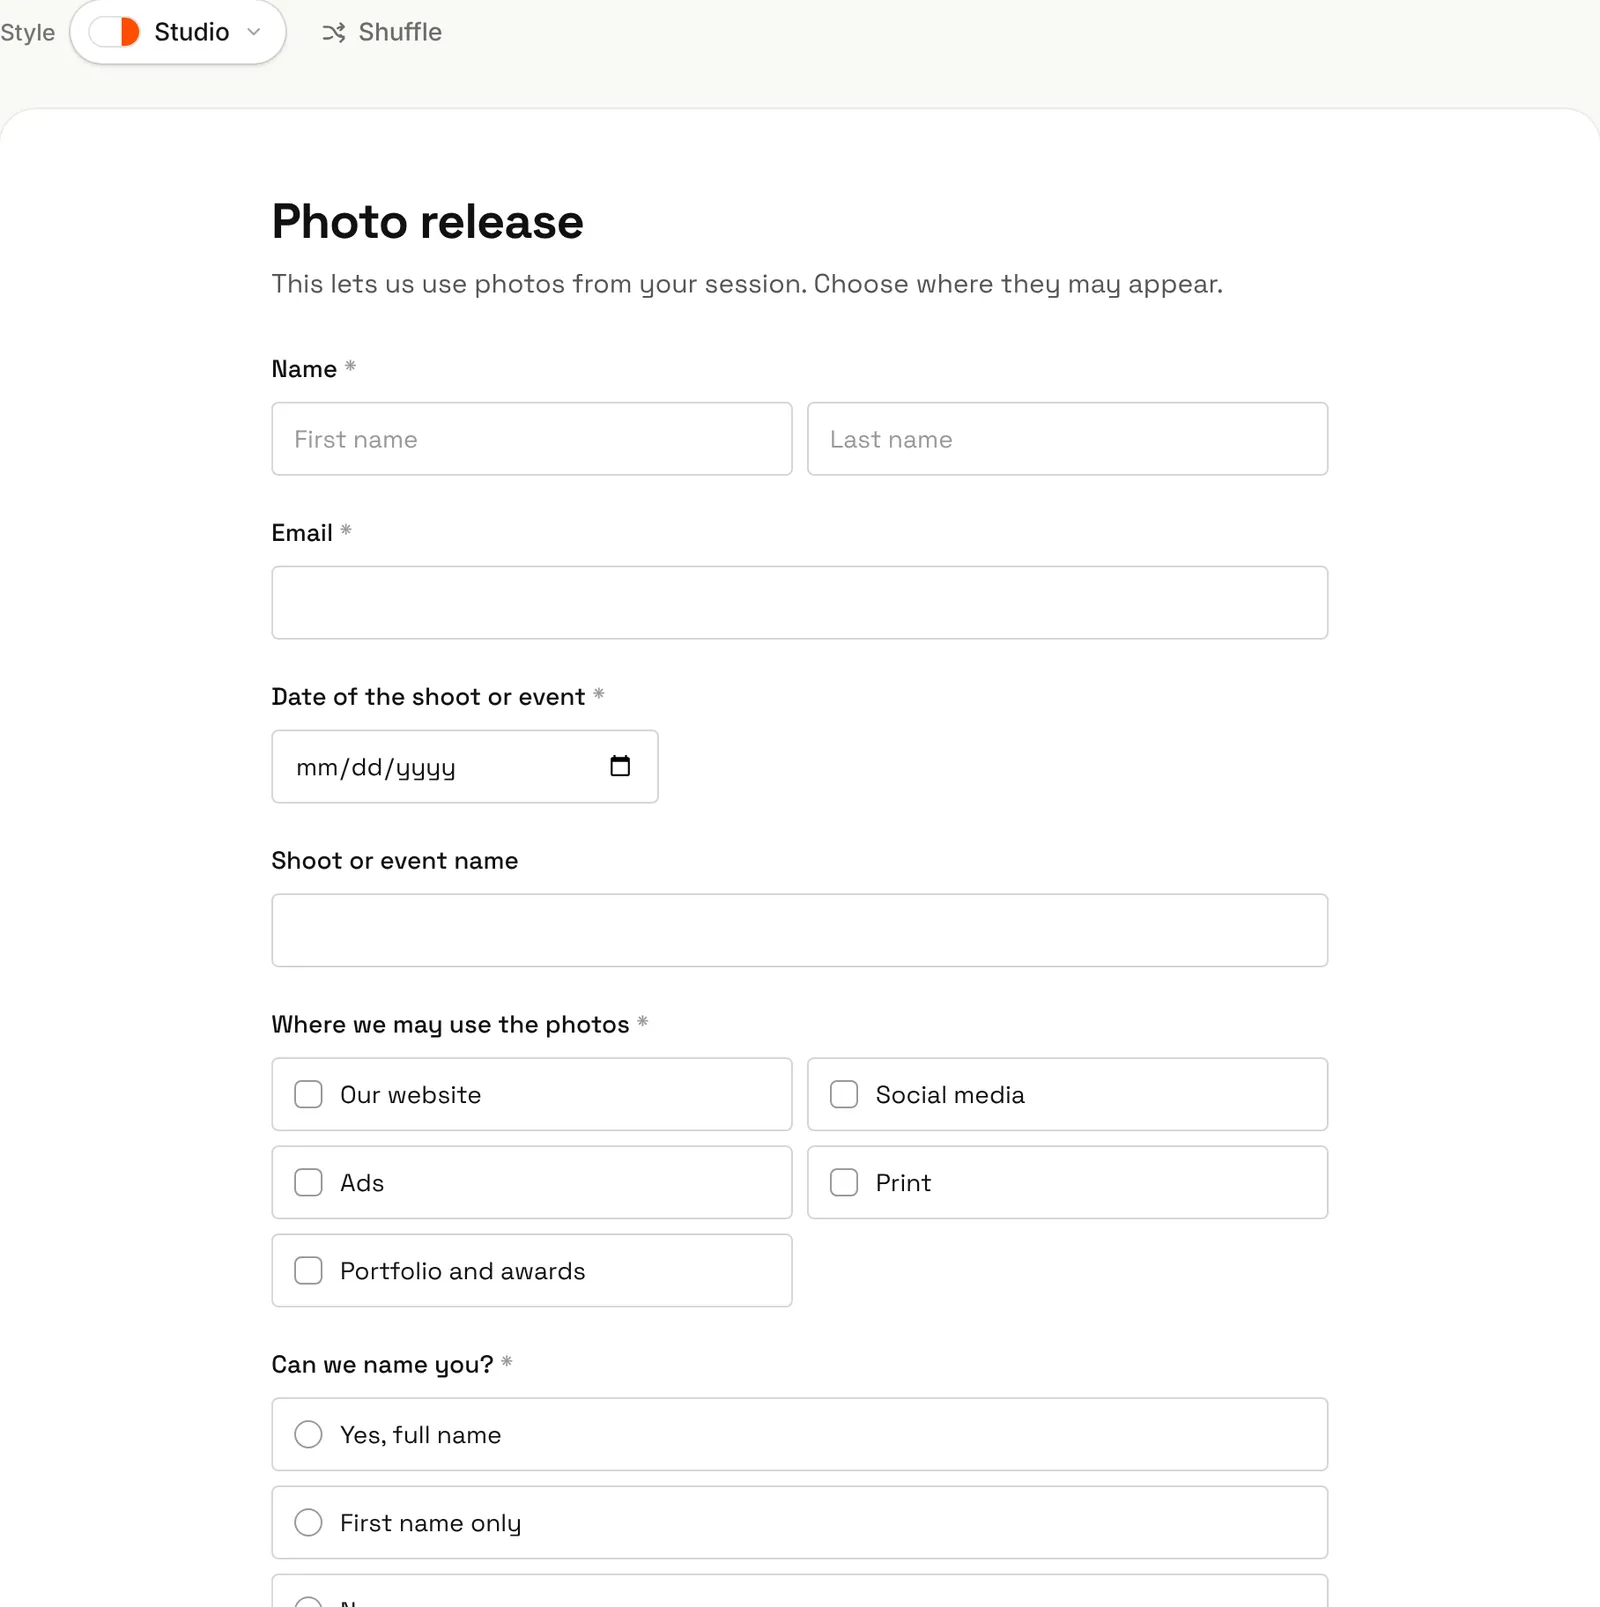 Style Studio Shuffle
Photo release
This lets us use photos from your session. Choose where they may appear.
Name *
First name Last name
Email *
Date of the shoot or event *
mm/dd/yyyy
Shoot or event name
Where we may use the photos *
Our website Social media
Ads Print
Portfolio and awards
Can we name you? *
Yes, full name
First name only